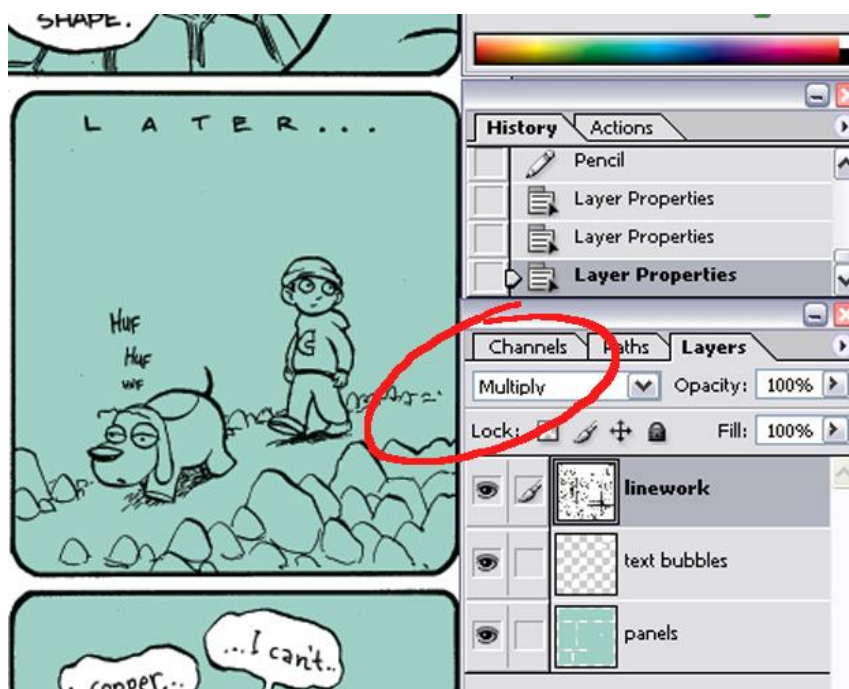 SHAPE.
LATER...
HUF
HUF
...I can't..
COPPER...
History Actions
Pencil
Layer Properties
Layer Properties
Layer Properties
Channels Paths Layers
Multiply Opacity: 100%
Lock: Fill: 100%
linework
text bubbles
panels